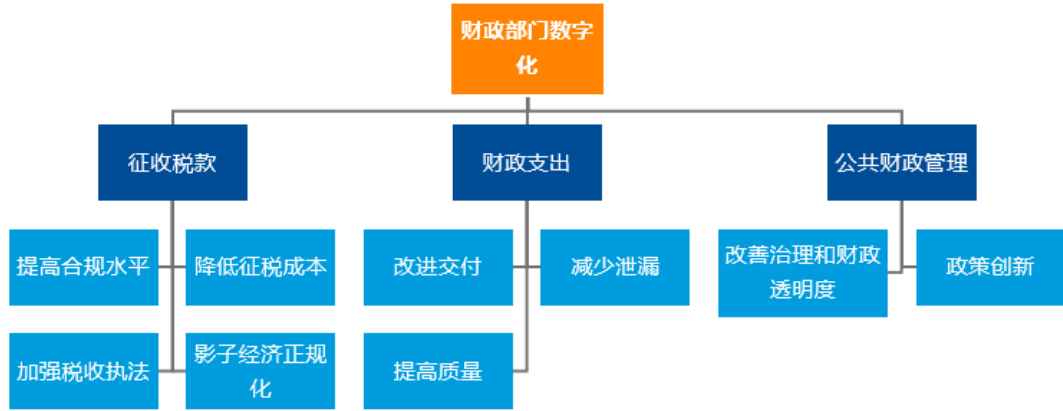 财政部门数字
化
征收税款
财政支出
公共财政管理
提高合规水平
降低征税成本
改进交付
减少泄漏
改善治理和财政
透明度
政策创新
加强税收执法
影子经济正规
化
提高质量